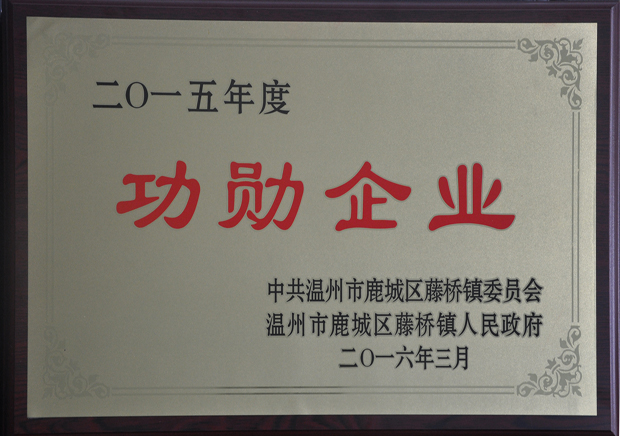 二〇一五年度
功勋企业
中共温州市鹿城区藤桥镇委员会
温州市鹿城区藤桥镇人民政府
二〇一六年三月